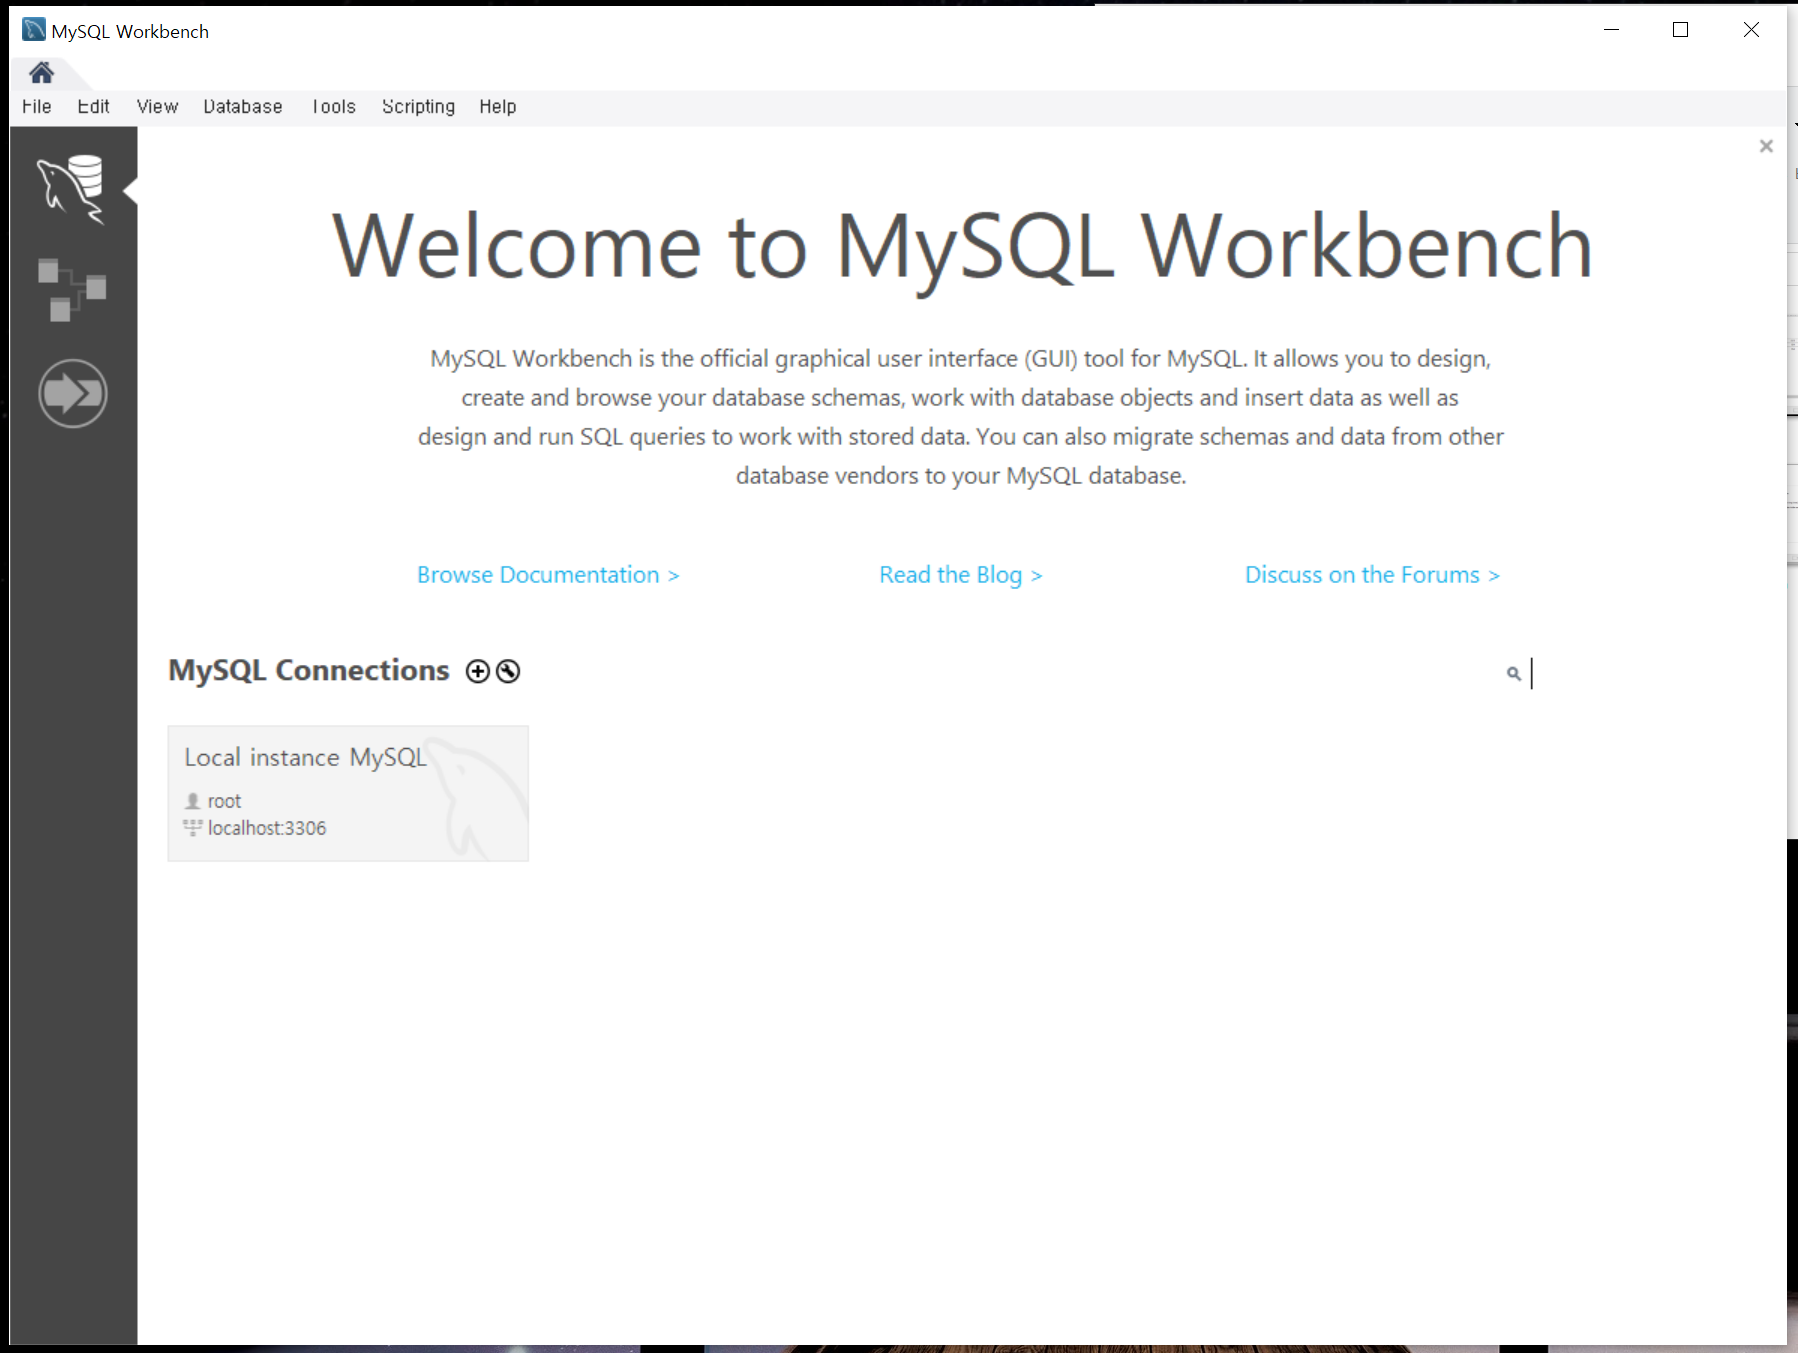 MySQL Workbench
File Edit View Database Tools Scripting Help
Welcome to MySQL Workbench
MySQL Workbench is the official graphical user interface (GUI) tool for MySQL. It allows you to design,
create and browse your database schemas, work with database objects and insert data as well as
design and run SQL queries to work with stored data. You can also migrate schemas and data from other
database vendors to your MySQL database.
Browse Documentation > Read the Blog > Discuss on the Forums >
MySQL Connections
Local instance MySQL
root
localhost:3306